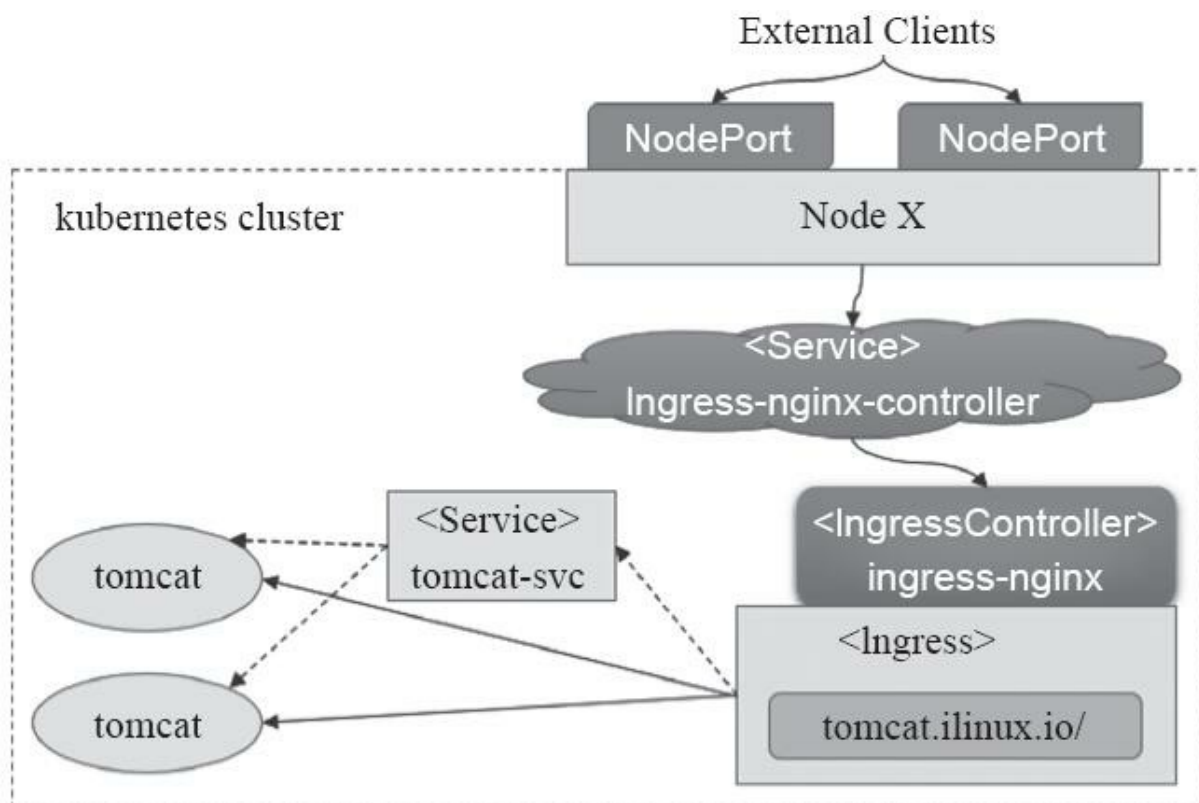 External Clients
NodePort
NodePort
kubernetes cluster
Node X
<Service>
Ingress-nginx-controller
<Service>
tomcat-svc
<IngressController>
ingress-nginx
tomcat
<Ingress>
tomcat
tomcat.ilinux.io/